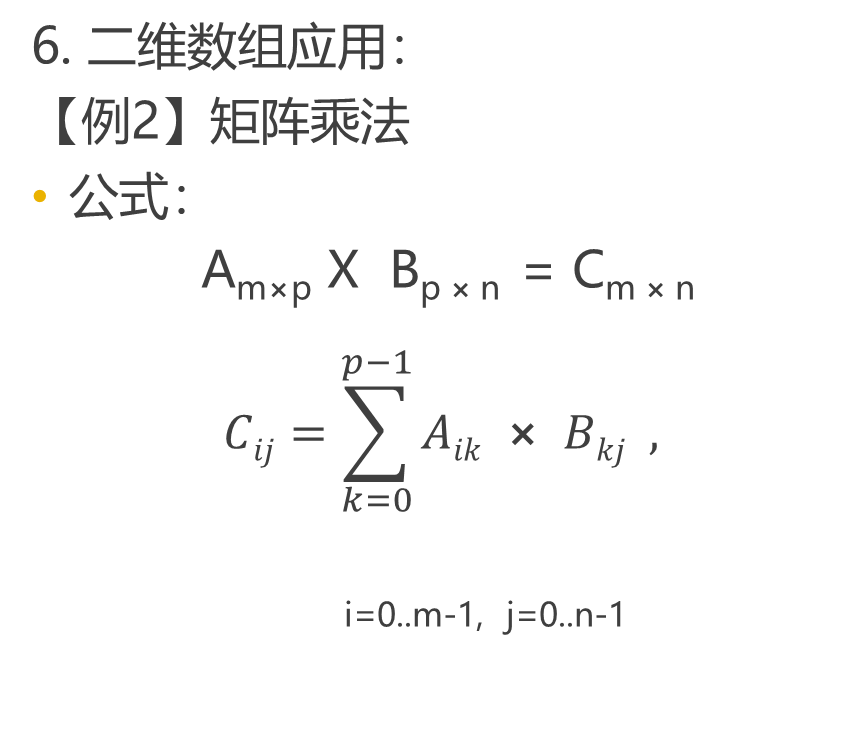 6. 二维数组应用：
【例2】矩阵乘法
• 公式：
Am×p X Bp × n = Cm × n
p−1
Cij = ∑ Aik × Bkj ,
k=0
i=0..m-1, j=0..n-1